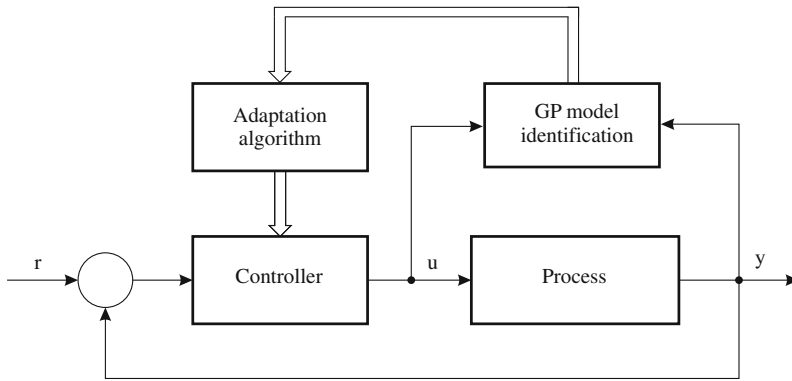 Adaptation
algorithm
GP model
identification
r
Controller
u
Process
y